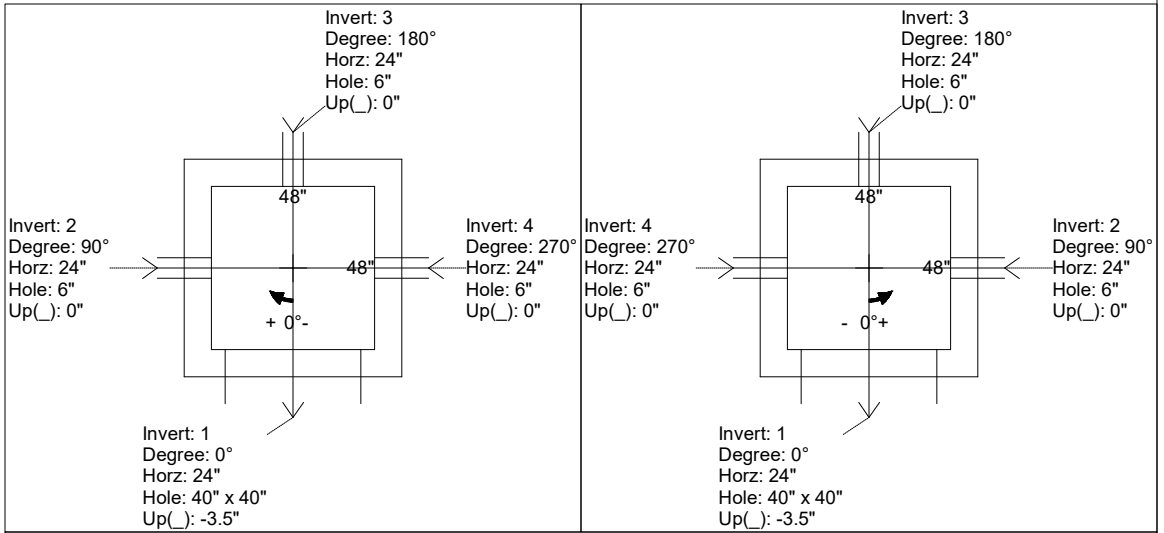 Invert: 3
Degree: 180°
Horz: 24"
Hole: 6"
Up(_): 0"
48"
Invert: 2
Degree: 90°
Horz: 24"
Hole: 6"
Up(_): 0"
48"
Invert: 4
Degree: 270°
Horz: 24"
Hole: 6"
Up(_): 0"
+ 0°-
Invert: 1
Degree: 0°
Horz: 24"
Hole: 40" x 40"
Up(_): -3.5"
Invert: 3
Degree: 180°
Horz: 24"
Hole: 6"
Up(_): 0"
48"
Invert: 4
Degree: 270°
Horz: 24"
Hole: 6"
Up(_): 0"
48"
Invert: 2
Degree: 90°
Horz: 24"
Hole: 6"
Up(_): 0"
- 0°+
Invert: 1
Degree: 0°
Horz: 24"
Hole: 40" x 40"
Up(_): -3.5"